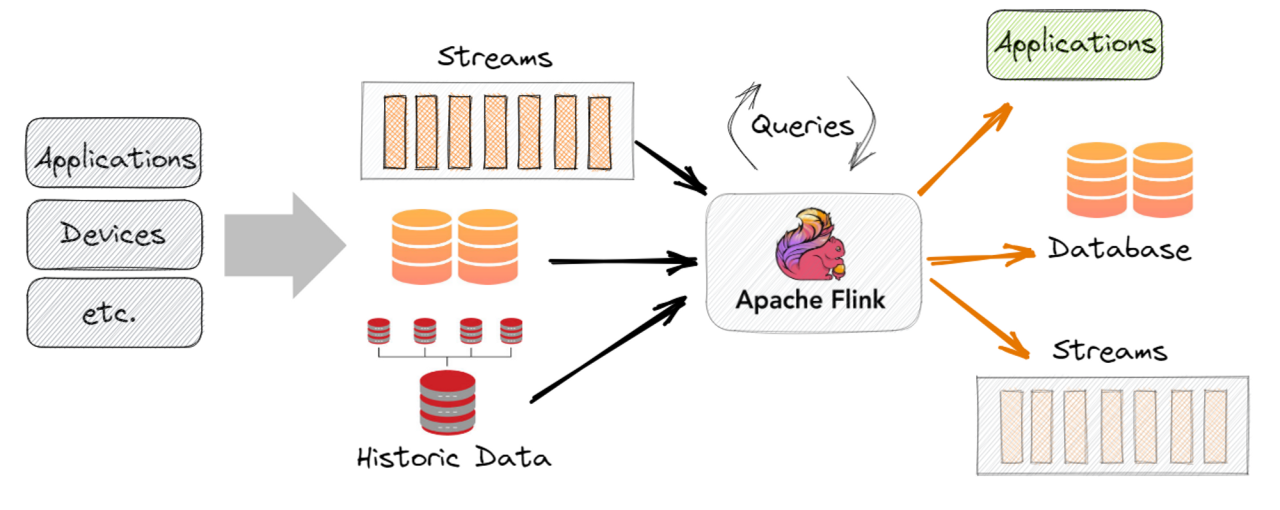 Applications
Devices
etc.
Streams
Historic Data
Queries
Apache Flink
Applications
Database
Streams